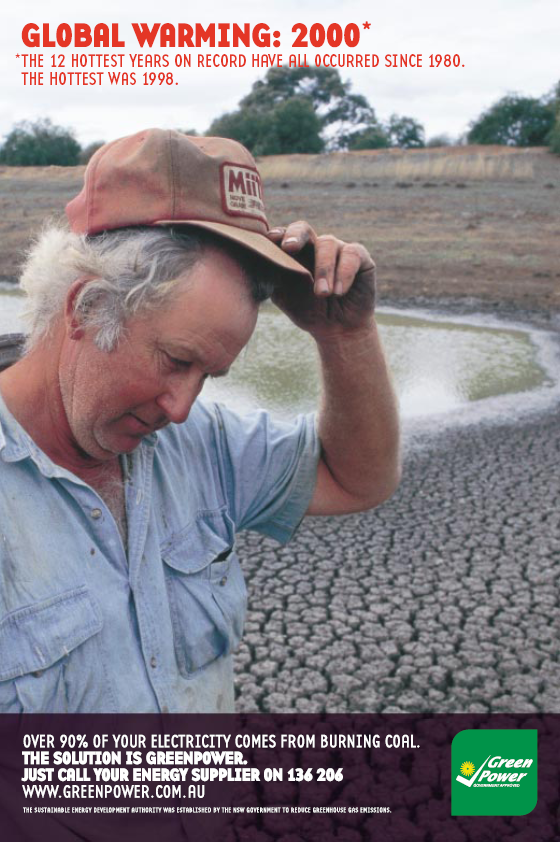 GLOBAL WARMING: 2000*
*THE 12 HOTTEST YEARS ON RECORD HAVE ALL OCCURRED SINCE 1980.
THE HOTTEST WAS 1998.
OVER 90% OF YOUR ELECTRICITY COMES FROM BURNING COAL.
THE SOLUTION IS GREENPOWER.
JUST CALL YOUR ENERGY SUPPLIER ON 136 206
WWW.GREENPOWER.COM.AU
THE SUSTAINABLE ENERGY DEVELOPMENT AUTHORITY WAS ESTABLISHED BY THE NSW GOVERNMENT TO REDUCE GREENHOUSE GAS EMISSIONS.
Green
Power
GOVERNMENT APPROVED